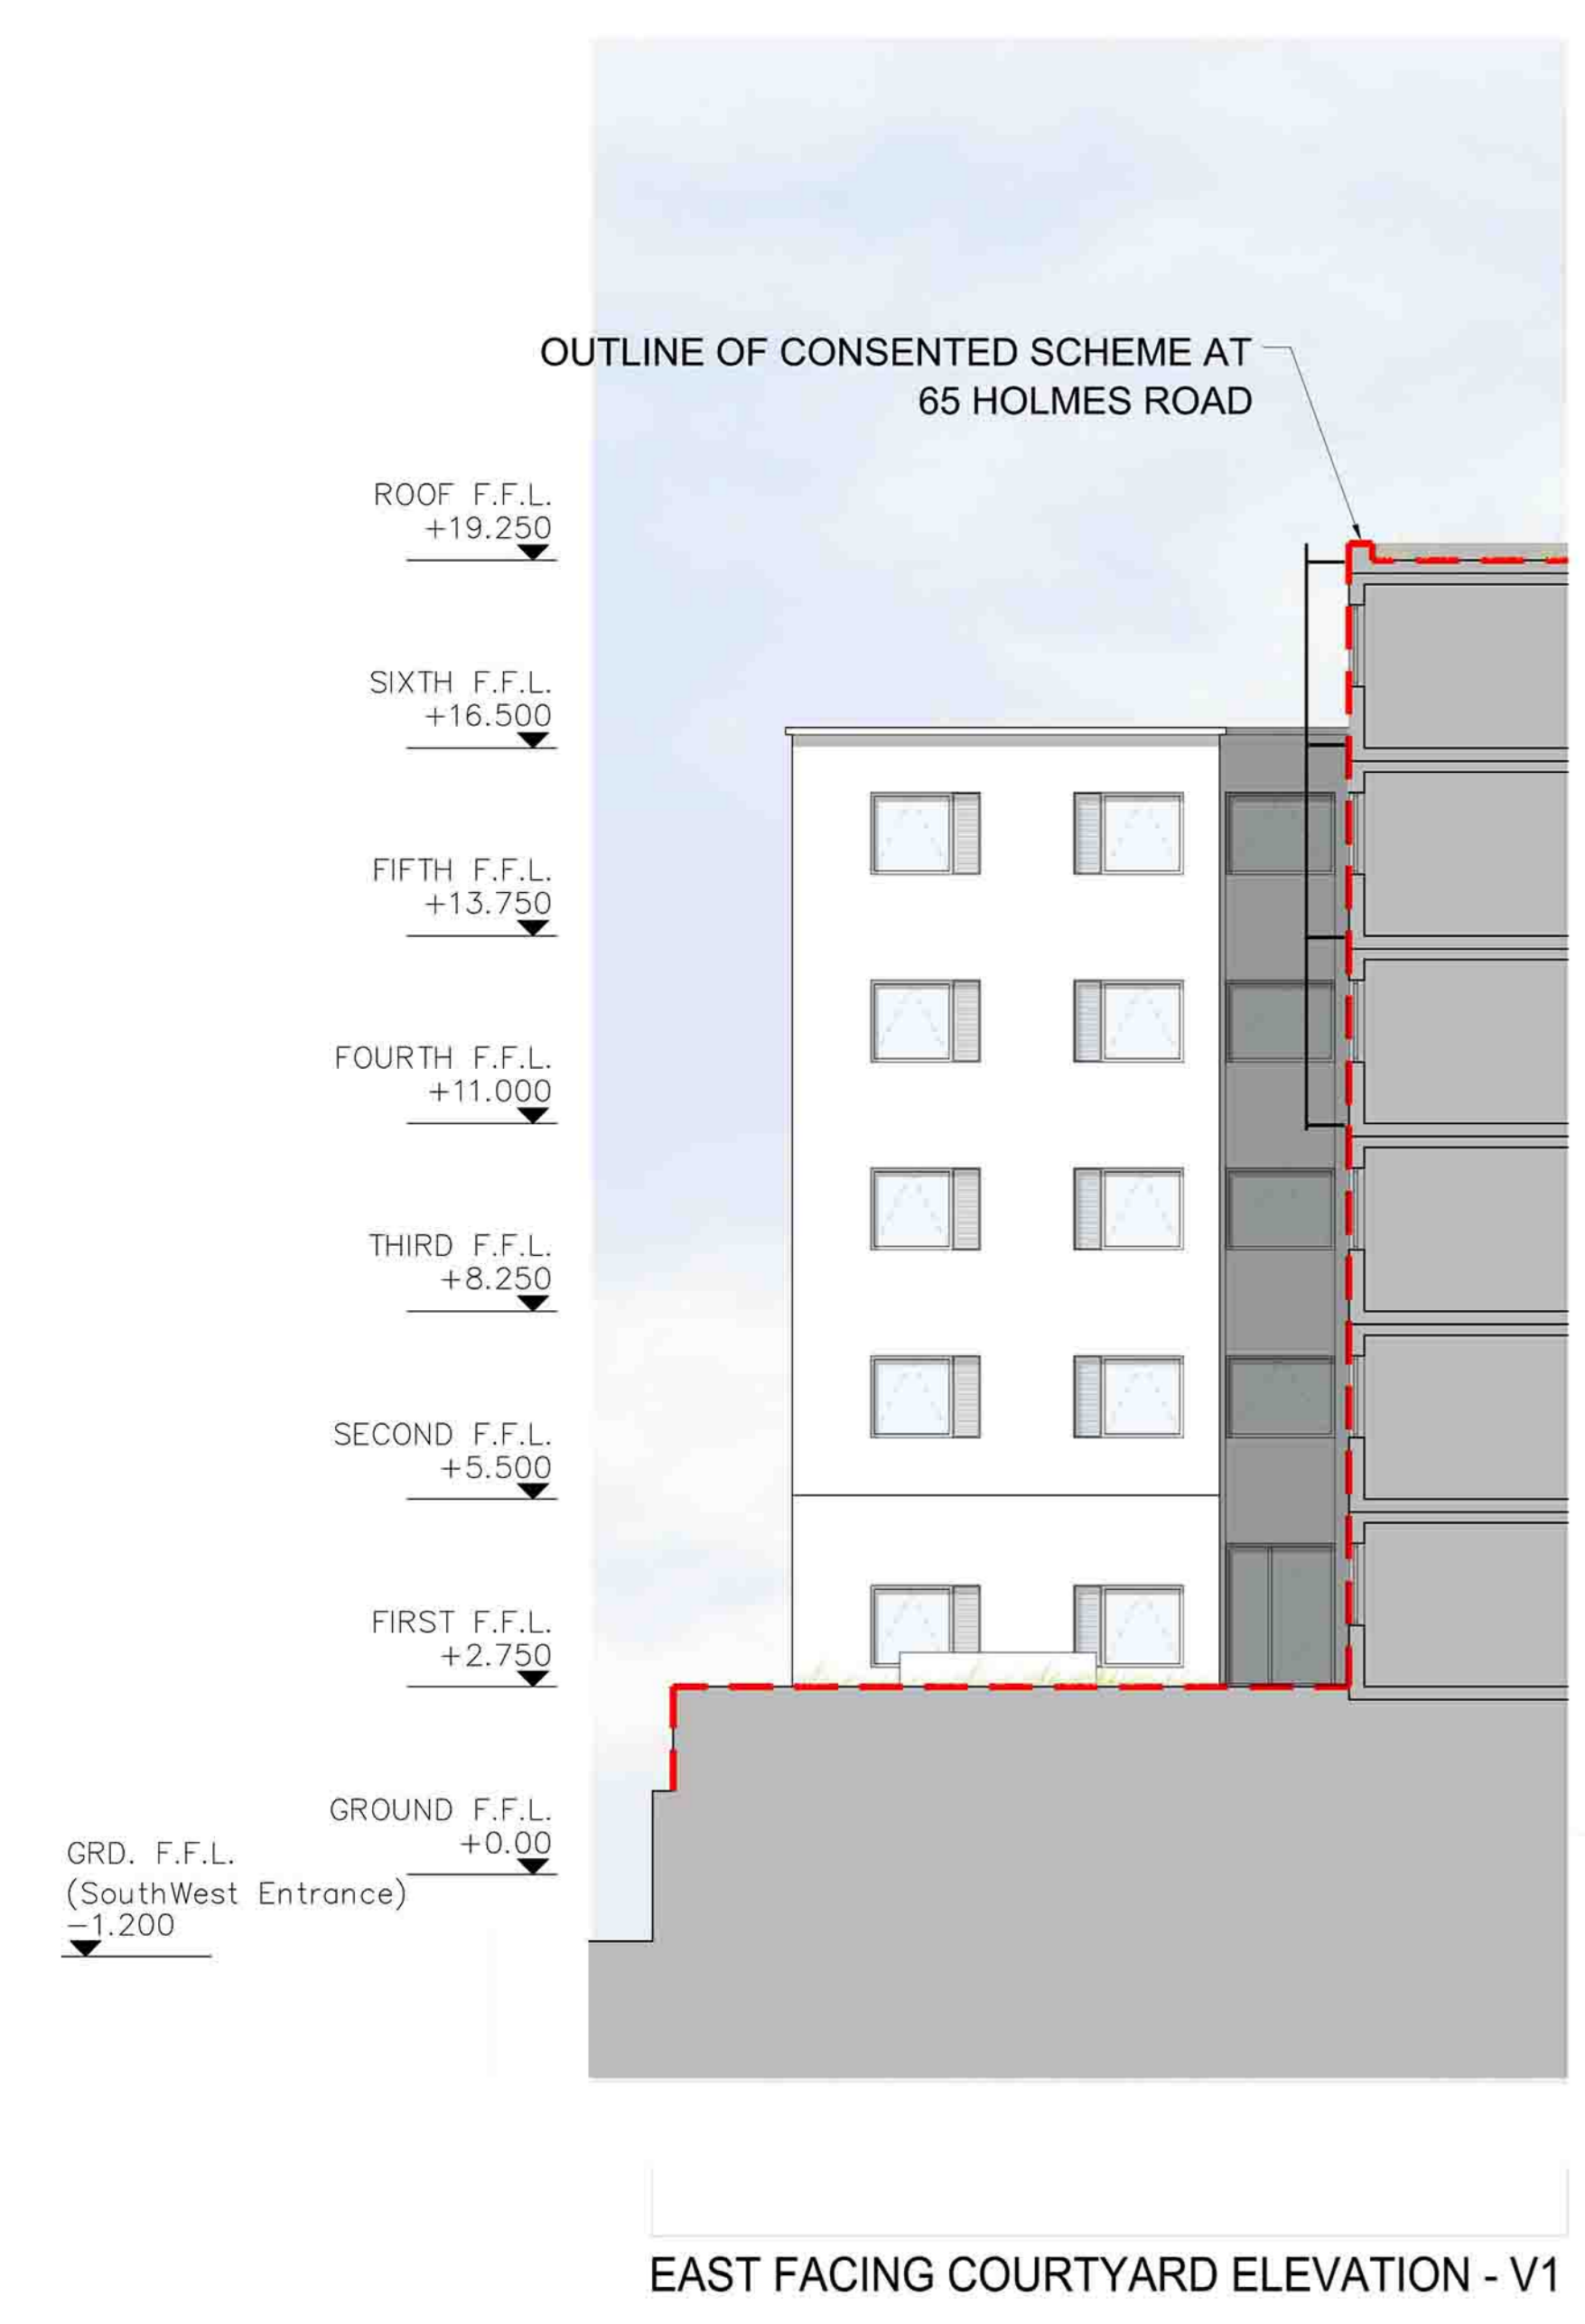 OUTLINE OF CONSENTED SCHEME AT
65 HOLMES ROAD
ROOF F.F.L.
+19.250
SIXTH F.F.L.
+16.500
FIFTH F.F.L.
+13.750
FOURTH F.F.L.
+11.000
THIRD F.F.L.
+8.250
SECOND F.F.L.
+5.500
FIRST F.F.L.
+2.750
GROUND F.F.L.
+0.00
GRD. F.F.L.
(SouthWest Entrance)
-1.200
EAST FACING COURTYARD ELEVATION - V1